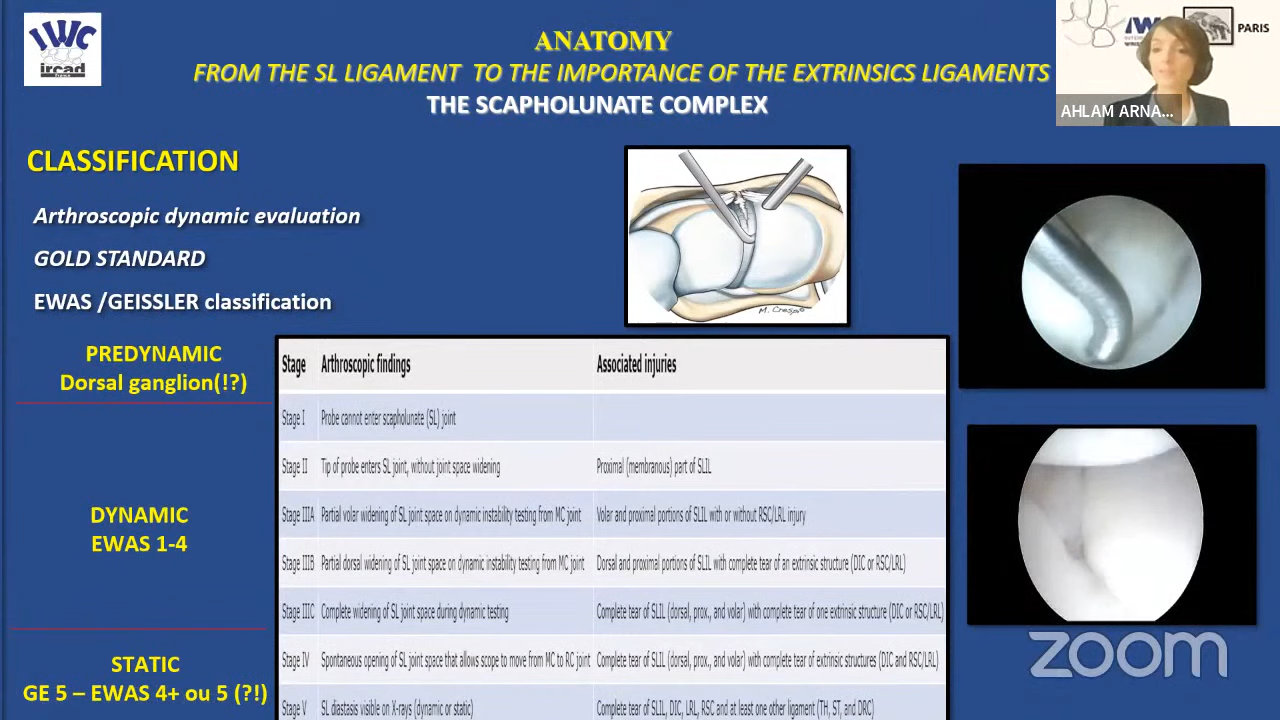 IWC
ircad
France
ANATOMY
FROM THE SL LIGAMENT TO THE IMPORTANCE OF THE EXTRINSICS LIGAMENTS
THE SCAPHOLUNATE COMPLEX
PARIS
AHLAM ARNA...
CLASSIFICATION
Arthroscopic dynamic evaluation
GOLD STANDARD
EWAS /GEISSLER classification
M. Crespi
PREDYNAMIC
Dorsal ganglion(!?)
DYNAMIC
EWAS 1-4
STATIC
GE 5 – EWAS 4+ ou 5 (?!)
Stage Arthroscopic findings Associated injuries
Stage I Probe cannot enter scapholunate (SL) joint
Stage II Tip of probe enters SL joint, without joint space widening Proximal (membranous) part of SLIL
Stage IIIA Partial volar widening of SL joint space on dynamic instability testing from MC joint Volar and proximal portions of SLIL with or without RSC/LRL injury
Stage IIIB Partial dorsal widening of SL joint space on dynamic instability testing from MC joint Dorsal and proximal portions of SLIL with complete tear of an extrinsic structure (DIC or RSC/LRL)
Stage IIIC Complete widening of SL joint space during dynamic testing Complete tear of SLIL (dorsal, prox., and volar) with complete tear of one extrinsic structure (DIC or RSC/LRL)
Stage IV Spontaneous opening of SL joint space that allows scope to move from MC to RC joint Complete tear of SLIL (dorsal, prox., and volar) with complete tear of extrinsic structures (DIC and RSC/LRL)
Stage V SL diastasis visible on X-rays (dynamic or static) Complete tear of SLIL, DIC, LRL, RSC and at least one other ligament (TH, ST, and DRC)
zoom